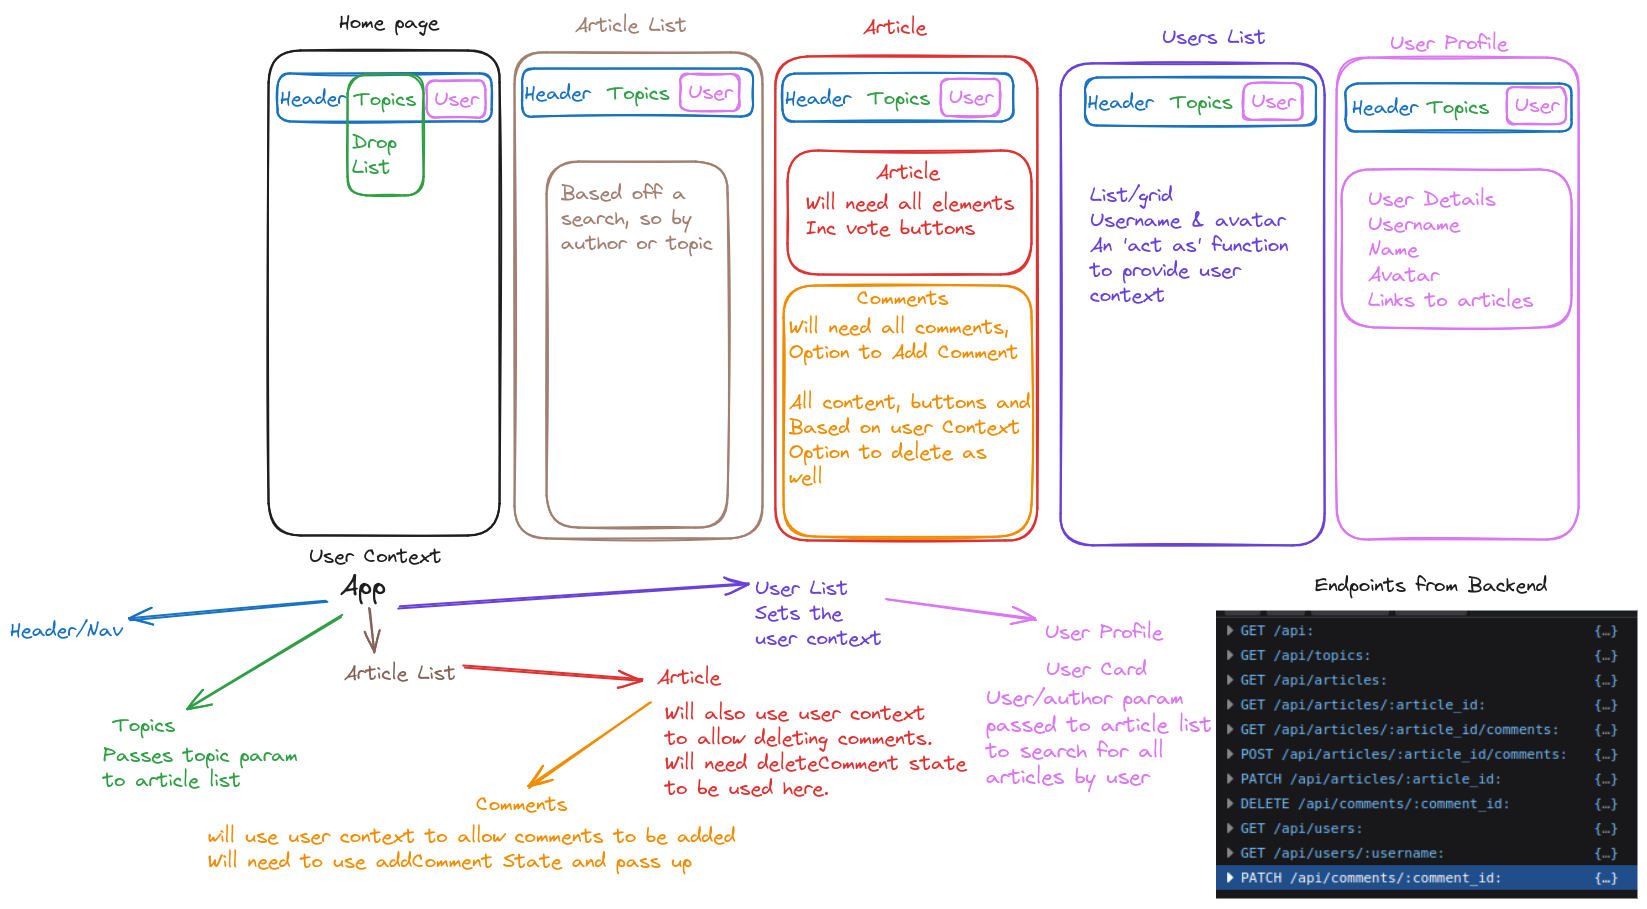 Home page
Header Topics User
Drop
List
Article List
Header Topics User
Based off a
search, so by
author or topic
Article
Header Topics User
Article
Will need all elements
Inc vote buttons
Comments
Will need all comments,
Option to Add Comment
All content, buttons and
Based on user Context
Option to delete as
well
Users List
Header Topics User
List/grid
Username & avatar
An 'act as' function
to provide user
context
User Profile
Header Topics User
User Details
Username
Name
Avatar
Links to articles
User Context
App
Header/Nav
Topics
Passes topic param
to article list
Article List
Article
Will also use user context
to allow deleting comments.
Will need deleteComment state
to be used here.
Comments
will use user context to allow comments to be added
Will need to use addComment State and pass up
User List
Sets the
user context
User Profile
User Card
User/author param
passed to article list
to search for all
articles by user
Endpoints from Backend
GET /api: {…}
GET /api/topics: {…}
GET /api/articles: {…}
GET /api/articles/:article_id: {…}
GET /api/articles/:article_id/comments: {…}
POST /api/articles/:article_id/comments: {…}
PATCH /api/articles/:article_id: {…}
DELETE /api/comments/:comment_id: {…}
GET /api/users: {…}
GET /api/users/:username: {…}
PATCH /api/comments/:comment_id: {…}